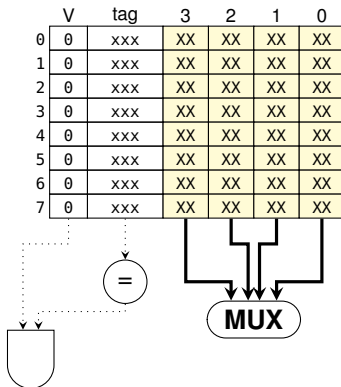 V tag 3 2 1 0
0 0 xxx XX XX XX XX
1 0 xxx XX XX XX XX
2 0 xxx XX XX XX XX
3 0 xxx XX XX XX XX
4 0 xxx XX XX XX XX
5 0 xxx XX XX XX XX
6 0 xxx XX XX XX XX
7 0 xxx XX XX XX XX
=
MUX